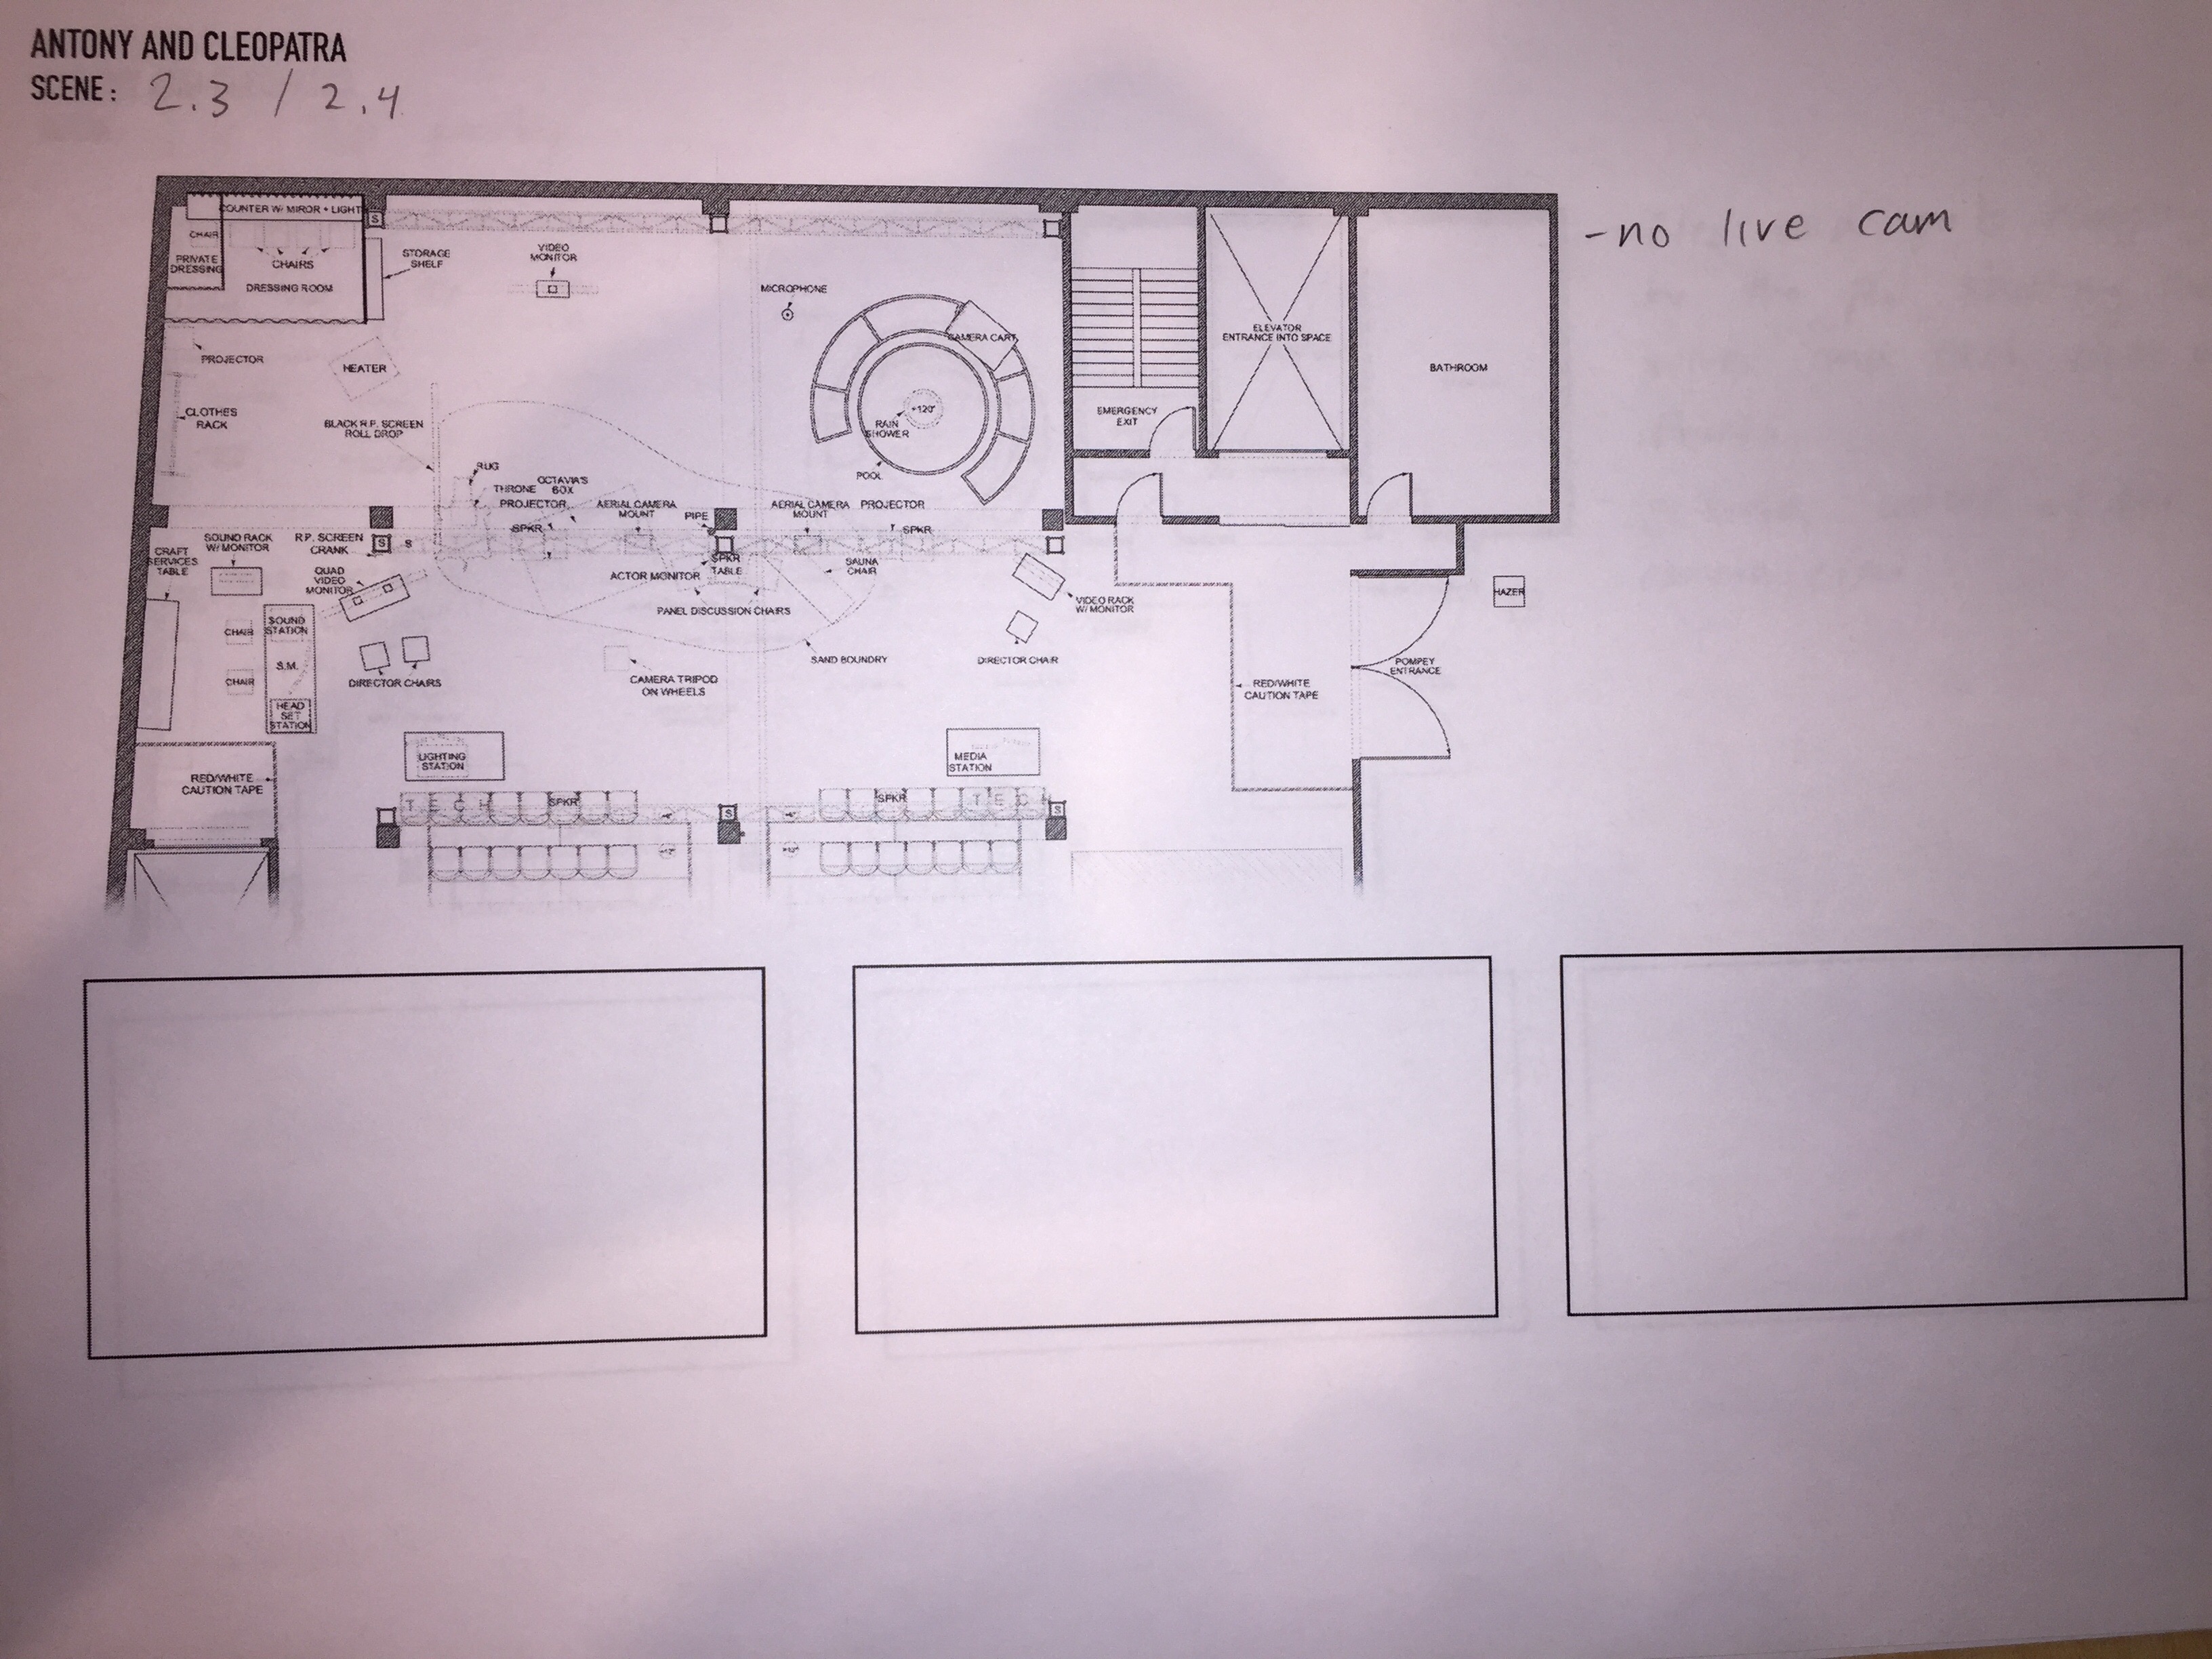 ANTONY AND CLEOPATRA
SCENE: 2.3 / 2.4
-no live cam
COUNTER W/ MIROR + LIGHT
S
CHAIR
PRIVATE
DRESSING
CHAIRS
DRESSING ROOM
STORAGE
SHELF
VIDEO
MONITOR
MICROPHONE
CAMERA CART
ELEVATOR
ENTRANCE INTO SPACE
BATHROOM
PROJECTOR
HEATER
CLOTHES
RACK
BLACK R.P. SCREEN
ROLL DROP
+120"
RAIN
SHOWER
POOL
EMERGENCY
EXIT
RUG
THRONE
OCTAVIA'S
BOX
PROJECTOR
SPKR
AERIAL CAMERA
MOUNT
PIPE
AERIAL CAMERA
MOUNT
PROJECTOR
SPKR
CRAFT
SERVICES
TABLE
SOUND RACK
W/ MONITOR
R.P. SCREEN
CRANK
S
S
QUAD
VIDEO
MONITOR
ACTOR MONITOR
SPKR
TABLE
SAUNA
CHAIR
PANEL DISCUSSION CHAIRS
VIDEO RACK
W/ MONITOR
HAZER
CHAIR
SOUND
STATION
S.M.
CHAIR
HEAD
SET
STATION
DIRECTOR CHAIRS
CAMERA TRIPOD
ON WHEELS
SAND BOUNDRY
DIRECTOR CHAIR
RED/WHITE
CAUTION TAPE
POMPEY
ENTRANCE
LIGHTING
STATION
MEDIA
STATION
RED/WHITE
CAUTION TAPE
TECH
SPKR
S
SPKR
TECH
S